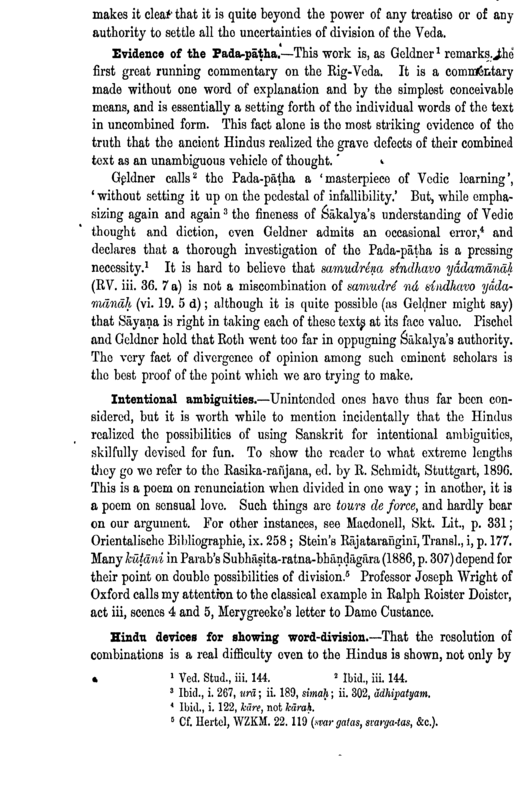 makes it clear that it is quite beyond the power of any treatise or of any
authority to settle all the uncertainties of division of the Veda.
Evidence of the Pada-pāṭha.—This work is, as Geldner¹ remarks, the
first great running commentary on the Rig-Veda. It is a commentary
made without one word of explanation and by the simplest conceivable
means, and is essentially a setting forth of the individual words of the text
in uncombined form. This fact alone is the most striking evidence of the
truth that the ancient Hindus realized the grave defects of their combined
text as an unambiguous vehicle of thought.
Geldner calls² the Pada-pāṭha a ‘masterpiece of Vedic learning’,
‘without setting it up on the pedestal of infallibility.’ But, while empha-
sizing again and again³ the fineness of Śākalya’s understanding of Vedic
thought and diction, even Geldner admits an occasional error,⁴ and
declares that a thorough investigation of the Pada-pāṭha is a pressing
necessity.¹ It is hard to believe that samudréṇa síndhavo yā́damānāḥ
(RV. iii. 36. 7 a) is not a miscombination of samudré ná síndhavo yā́da-
mānāḥ (vi. 19. 5 d); although it is quite possible (as Geldner might say)
that Sāyaṇa is right in taking each of these texts at its face value. Pischel
and Geldner hold that Roth went too far in oppugning Śākalya’s authority.
The very fact of divergence of opinion among such eminent scholars is
the best proof of the point which we are trying to make.
Intentional ambiguities.—Unintended ones have thus far been con-
sidered, but it is worth while to mention incidentally that the Hindus
realized the possibilities of using Sanskrit for intentional ambiguities,
skilfully devised for fun. To show the reader to what extreme lengths
they go we refer to the Rasika-rañjana, ed. by R. Schmidt, Stuttgart, 1896.
This is a poem on renunciation when divided in one way; in another, it is
a poem on sensual love. Such things are tours de force, and hardly bear
on our argument. For other instances, see Macdonell, Skt. Lit., p. 331;
Orientalische Bibliographie, ix. 258; Stein’s Rājataraṅgiṇī, Transl., i, p. 177.
Many kūṭāni in Parab’s Subhāṣita-ratna-bhāṇḍāgāra (1886, p. 307) depend for
their point on double possibilities of division.⁵ Professor Joseph Wright of
Oxford calls my attention to the classical example in Ralph Roister Doister,
act iii, scenes 4 and 5, Merygreeke’s letter to Dame Custance.
Hindu devices for showing word-division.—That the resolution of
combinations is a real difficulty even to the Hindus is shown, not only by
¹ Ved. Stud., iii. 144. ² Ibid., iii. 144.
³ Ibid., i. 267, urā; ii. 189, simaḥ; ii. 302, ādhipatyam.
⁴ Ibid., i. 122, kāre, not kāraḥ.
⁵ Cf. Hertel, WZKM. 22. 119 (svar gatas, svarga-tas, &c.).